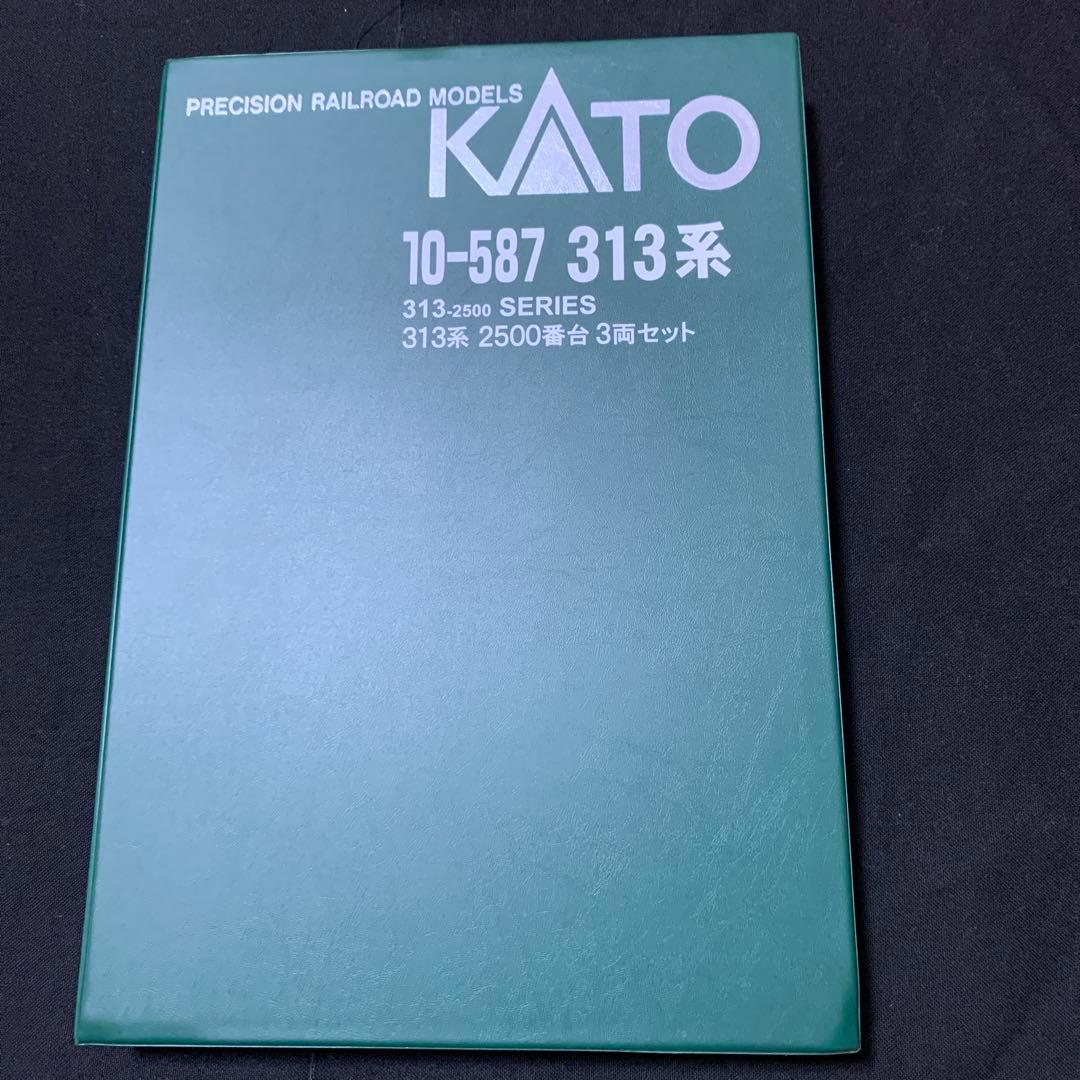 PRECISION RAILROAD MODELS
KATO
10-587 313系
313-2500 SERIES
313系 2500番台 3両セット